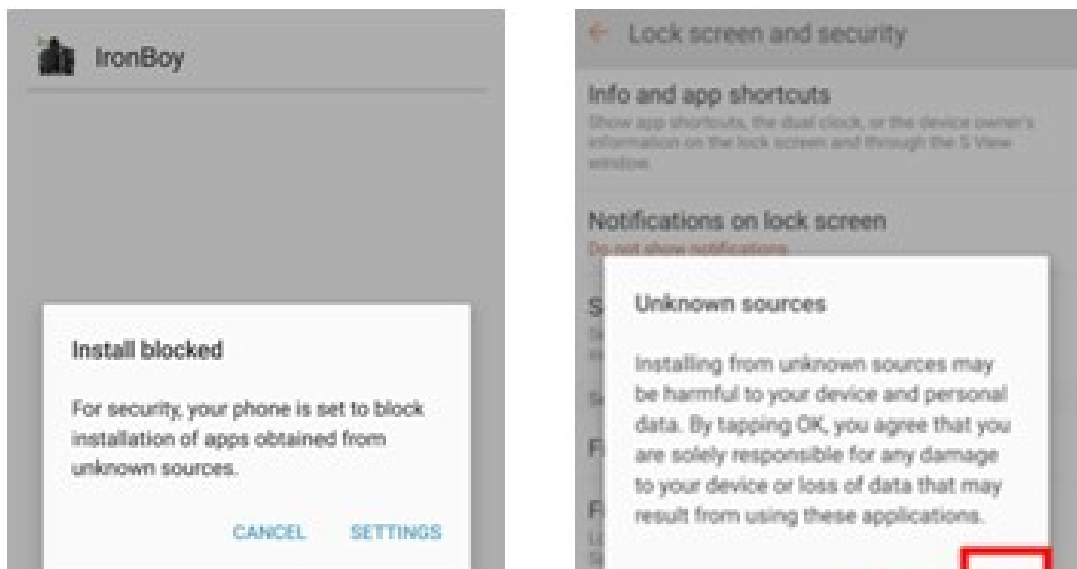 IronBoy
Install blocked
For security, your phone is set to block
installation of apps obtained from
unknown sources.
CANCEL SETTINGS
Lock screen and security
Info and app shortcuts
Show app shortcuts, the dual clock, or the device owner's
information on the lock screen and through the S View
window.
Notifications on lock screen
Do not show notifications
Unknown sources
Installing from unknown sources may
be harmful to your device and personal
data. By tapping OK, you agree that you
are solely responsible for any damage
to your device or loss of data that may
result from using these applications.